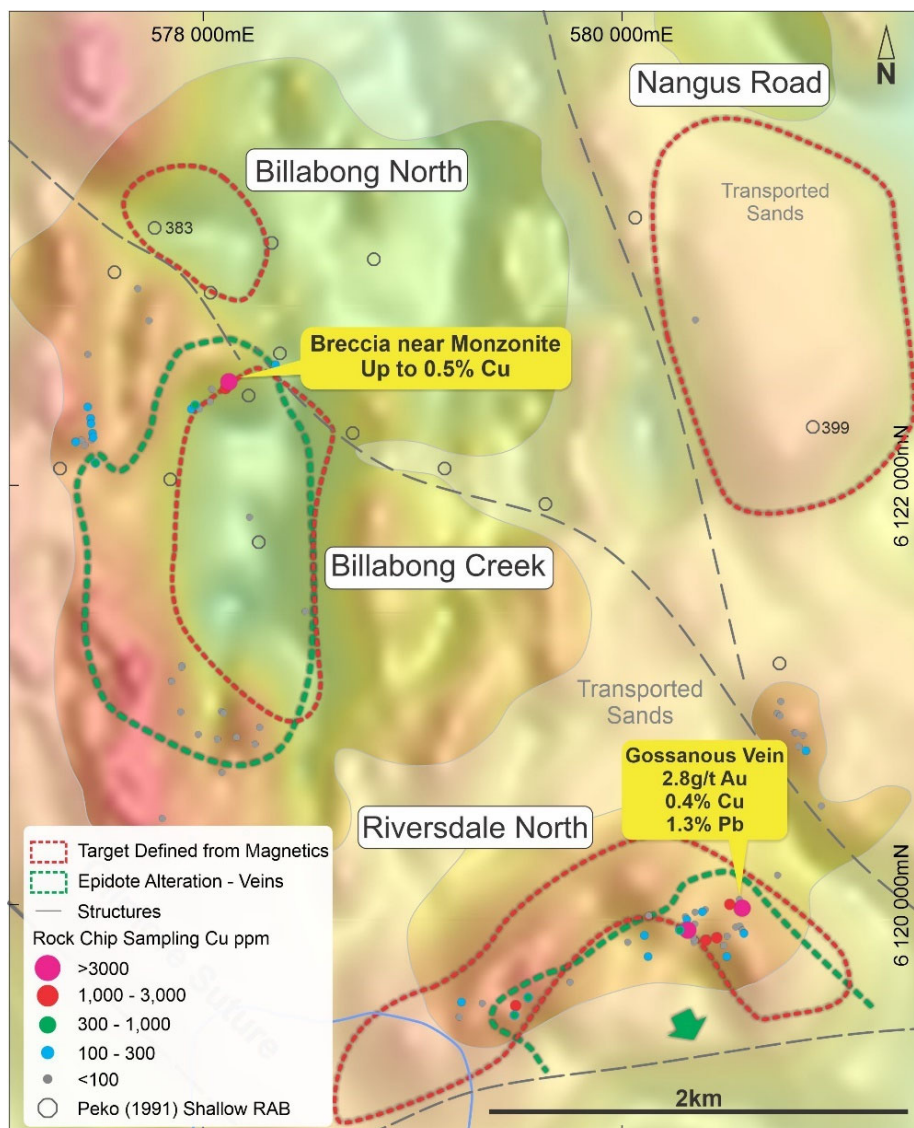 578 000mE
580 000mE
N
Nangus Road
Billabong North
Transported
Sands
383
Breccia near Monzonite
Up to 0.5% Cu
399
6 122 000mN
Billabong Creek
Transported
Sands
Gossanous Vein
2.8g/t Au
0.4% Cu
1.3% Pb
Riversdale North
6 120 000mN
Target Defined from Magnetics
Epidote Alteration - Veins
Structures
Rock Chip Sampling Cu ppm
>3000
1,000 - 3,000
300 - 1,000
100 - 300
<100
Peko (1991) Shallow RAB
Suture
2km